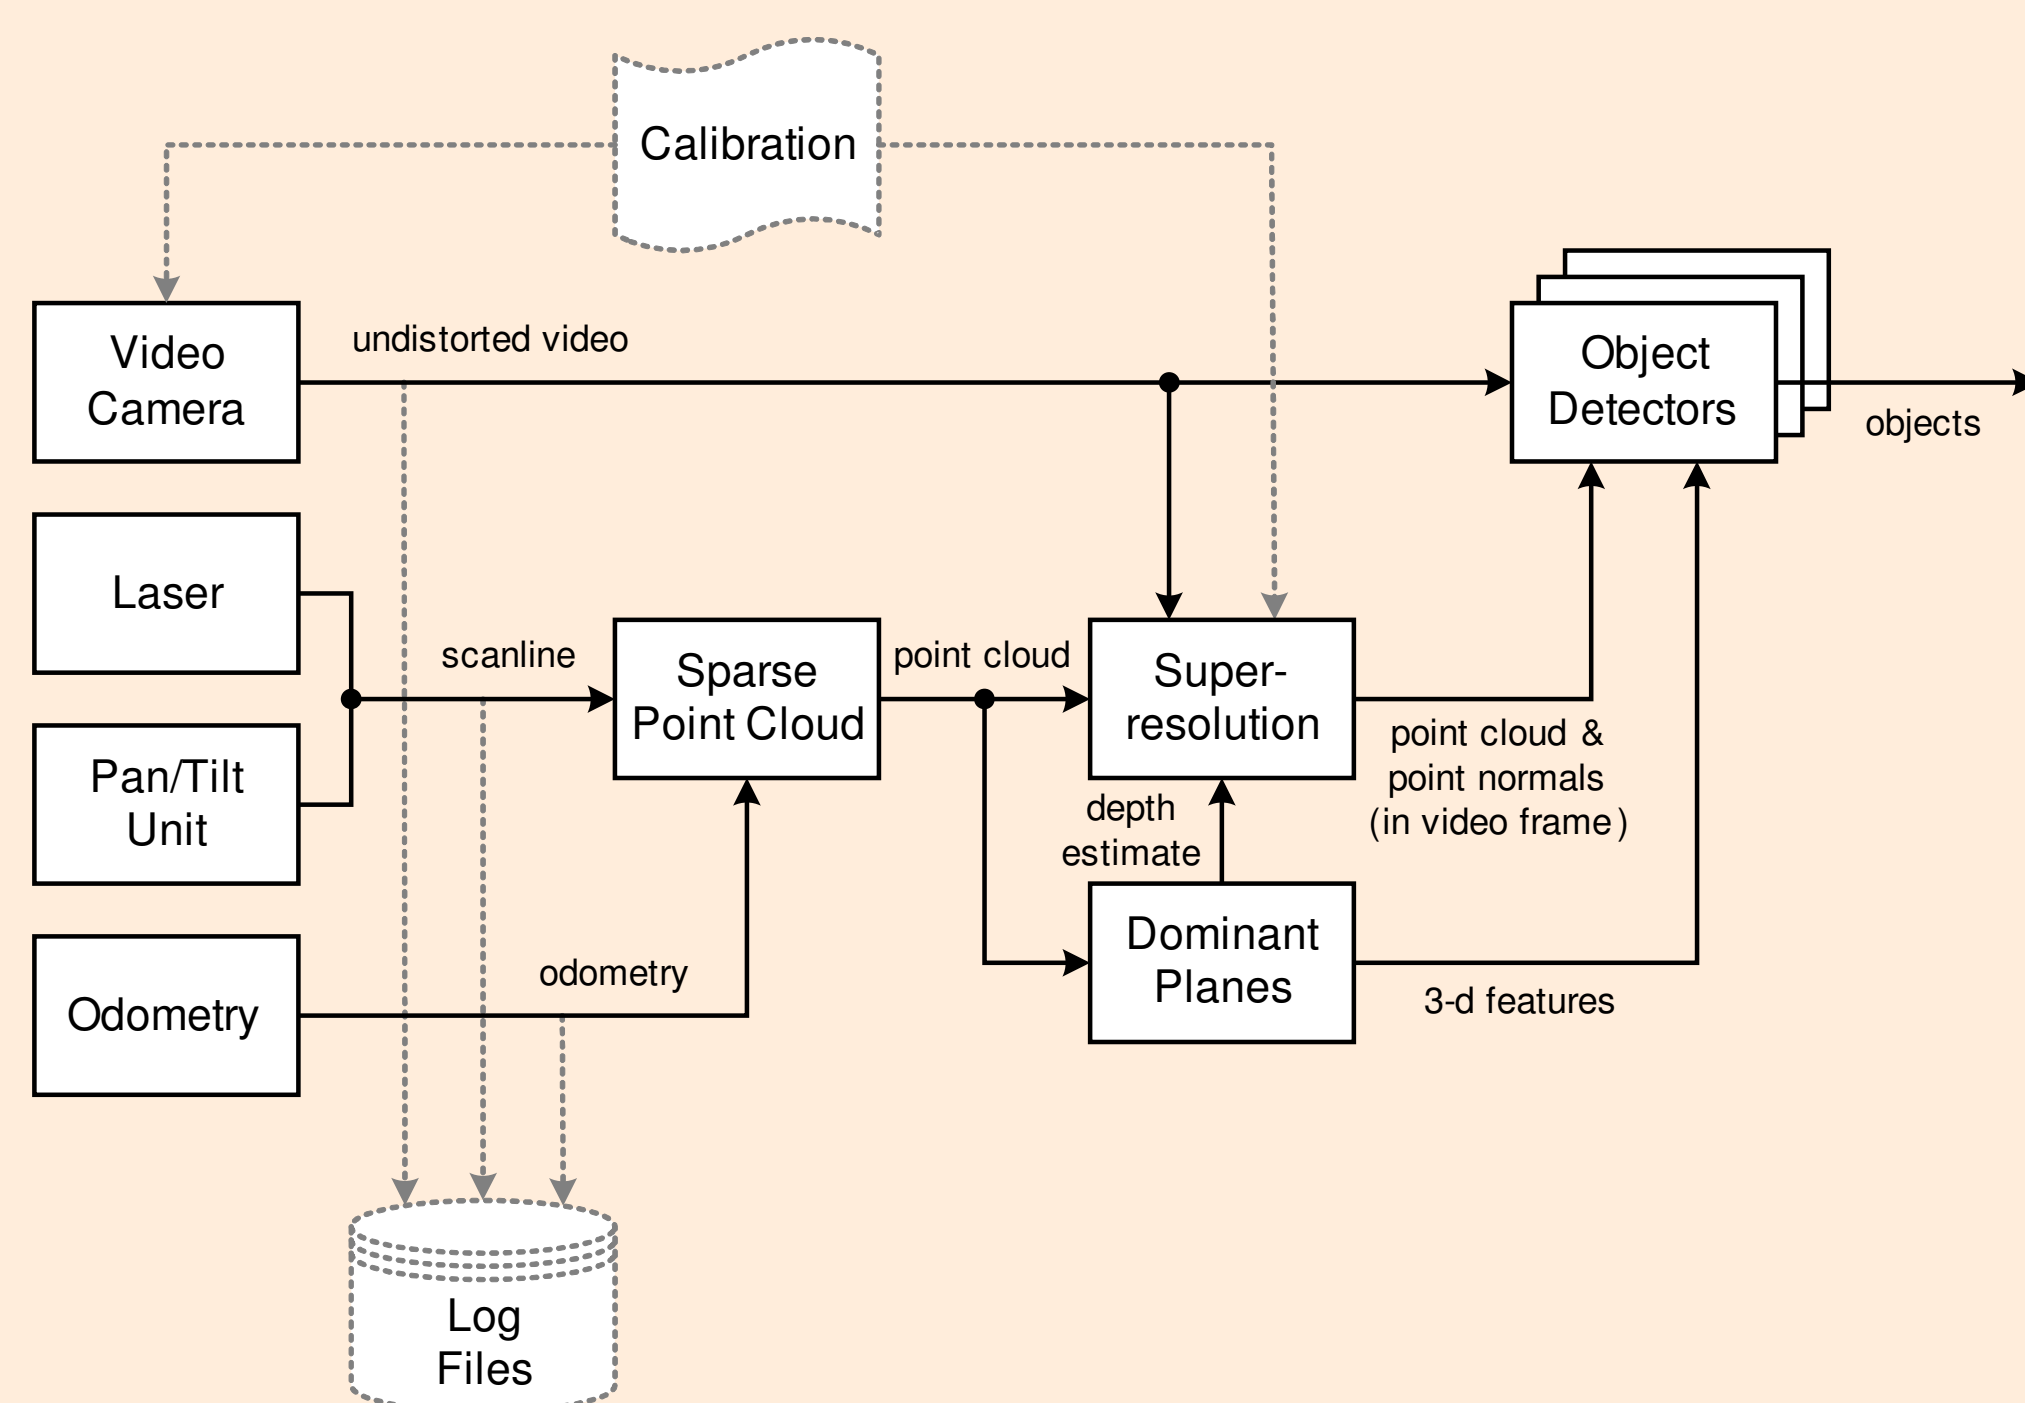 Calibration
Video
Camera
undistorted video
Object
Detectors
objects
Laser
scanline
Sparse
Point Cloud
point cloud
Super-
resolution
point cloud &
point normals
(in video frame)
Pan/Tilt
Unit
depth
estimate
Dominant
Planes
3-d features
Odometry
odometry
Log
Files